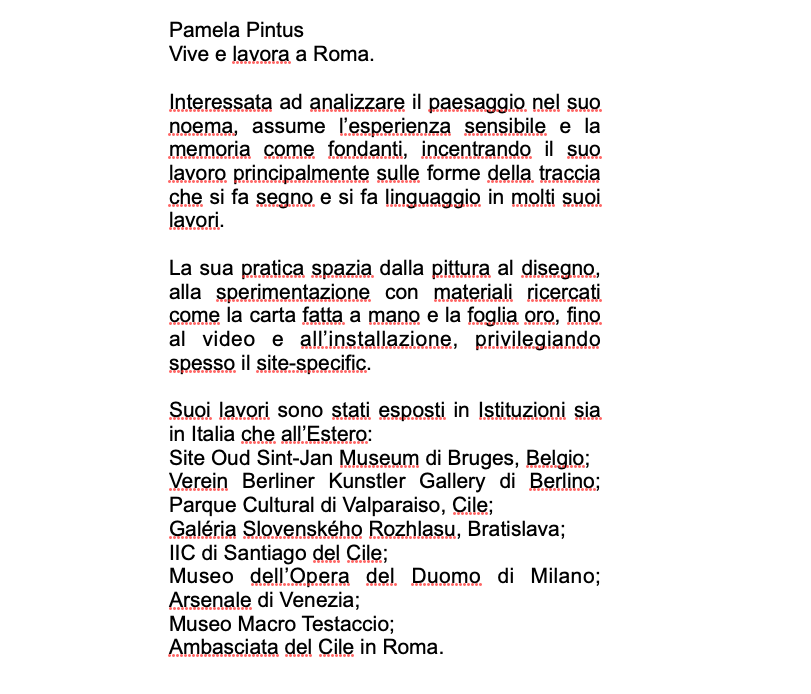 Pamela Pintus
Vive e lavora a Roma.
Interessata ad analizzare il paesaggio nel suo
noema, assume l’esperienza sensibile e la
memoria come fondanti, incentrando il suo
lavoro principalmente sulle forme della traccia
che si fa segno e si fa linguaggio in molti suoi
lavori.
La sua pratica spazia dalla pittura al disegno,
alla sperimentazione con materiali ricercati
come la carta fatta a mano e la foglia oro, fino
al video e all’installazione, privilegiando
spesso il site-specific.
Suoi lavori sono stati esposti in Istituzioni sia
in Italia che all’Estero:
Site Oud Sint-Jan Museum di Bruges, Belgio;
Verein Berliner Kunstler Gallery di Berlino;
Parque Cultural di Valparaiso, Cile;
Galéria Slovenského Rozhlasu, Bratislava;
IIC di Santiago del Cile;
Museo dell’Opera del Duomo di Milano;
Arsenale di Venezia;
Museo Macro Testaccio;
Ambasciata del Cile in Roma.